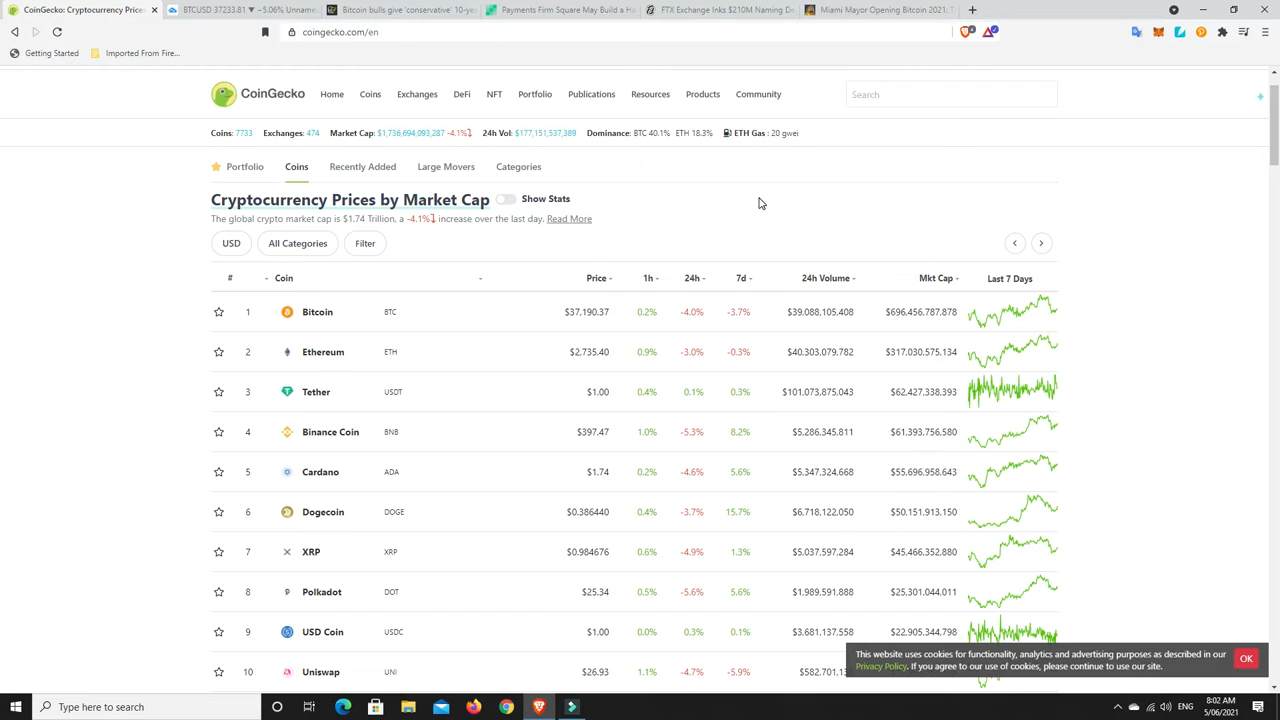 CoinGecko: Cryptocurrency Prices
BTCUSD 37233.81 ▼ −5.06% Unname
Bitcoin bulls give 'conservative' 10-ye
Payments Firm Square May Build a H
FTX Exchange Inks $210M Naming De
Miami Mayor Opening Bitcoin 2021: T
coingecko.com/en
Getting Started
Imported From Fire...
CoinGecko
Home
Coins
Exchanges
DeFi
NFT
Portfolio
Publications
Resources
Products
Community
Search
Coins: 7733 Exchanges: 474 Market Cap: $1,736,694,093,287 -4.1% 24h Vol: $177,151,537,389 Dominance: BTC 40.1% ETH 18.3% ETH Gas : 20 gwei
Portfolio
Coins
Recently Added
Large Movers
Categories
Cryptocurrency Prices by Market Cap
Show Stats
The global crypto market cap is $1.74 Trillion, a -4.1% increase over the last day. Read More
USD
All Categories
Filter
# Coin Price 1h 24h 7d 24h Volume Mkt Cap Last 7 Days
1 Bitcoin BTC $37,190.37 0.2% -4.0% -3.7% $39,088,105,408 $696,456,787,878
2 Ethereum ETH $2,735.40 0.9% -3.0% -0.3% $40,303,079,782 $317,030,575,134
3 Tether USDT $1.00 0.4% 0.1% 0.3% $101,073,875,043 $62,427,338,393
4 Binance Coin BNB $397.47 1.0% -5.3% 8.2% $5,286,345,811 $61,393,756,580
5 Cardano ADA $1.74 0.2% -4.6% 5.6% $5,347,324,668 $55,696,958,643
6 Dogecoin DOGE $0.386440 0.4% -3.7% 15.7% $6,718,122,050 $50,151,913,150
7 XRP XRP $0.984676 0.6% -4.9% 1.3% $5,037,597,284 $45,466,352,880
8 Polkadot DOT $25.34 0.5% -5.6% 5.6% $1,989,591,888 $25,301,044,011
9 USD Coin USDC $1.00 0.0% 0.3% 0.1% $3,681,137,558 $22,905,344,798
10 Uniswap UNI $26.93 1.1% -4.7% -5.9% $582,701,1
This website uses cookies for functionality, analytics and advertising purposes as described in our
Privacy Policy. If you agree to our use of cookies, please continue to use our site.
OK
Type here to search
8:02 AM
5/06/2021